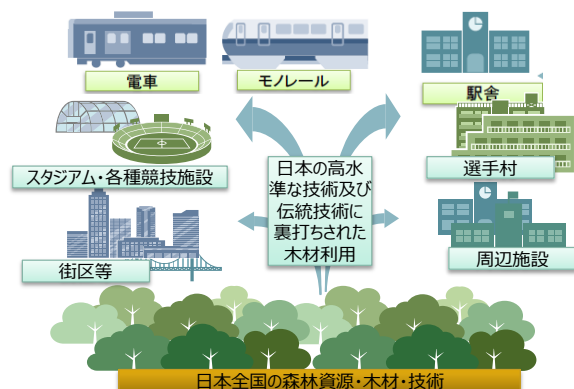 電車
モノレール
駅舎
スタジアム・各種競技施設
日本の高水
準な技術及び
伝統技術に
裏打ちされた
木材利用
選手村
街区等
周辺施設
日本全国の森林資源・木材・技術